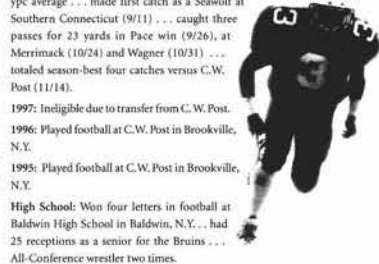 ypc average . . . made first catch as a Seawolf at
Southern Connecticut (9/11) . . . caught three
passes for 23 yards in Pace win (9/26), at
Merrimack (10/24) and Wagner (10/31) . . .
totaled season-best four catches versus C.W.
Post (11/14).
1997: Ineligible due to transfer from C.W. Post.
1996: Played football at C.W. Post in Brookville,
N.Y.
1995: Played football at C.W. Post in Brookville,
N.Y.
High School: Won four letters in football at
Baldwin High School in Baldwin, N.Y. . . had
25 receptions as a senior for the Bruins . . .
All-Conference wrestler two times.
3
3
3